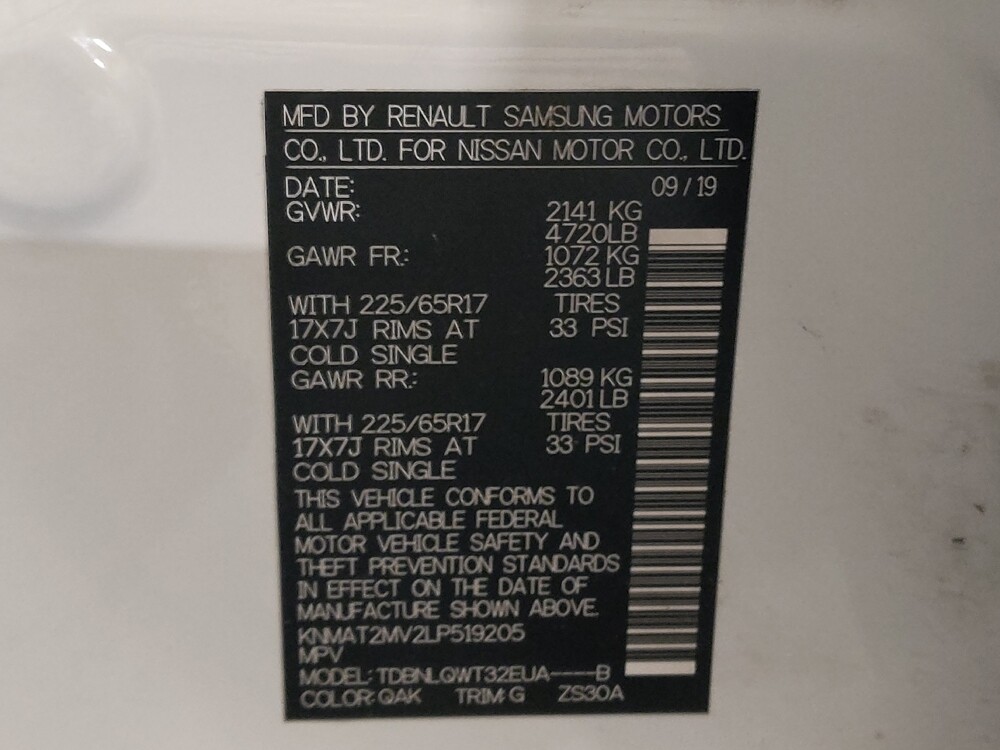 MFD BY RENAULT SAMSUNG MOTORS
CO., LTD. FOR NISSAN MOTOR CO., LTD.
DATE: 09/19
GVWR: 2141 KG
4720LB
GAWR FR.: 1072 KG
2363LB
WITH 225/65R17 TIRES
17X7J RIMS AT 33 PSI
COLD SINGLE
GAWR RR.: 1089 KG
2401LB
WITH 225/65R17 TIRES
17X7J RIMS AT 33 PSI
COLD SINGLE
THIS VEHICLE CONFORMS TO
ALL APPLICABLE FEDERAL
MOTOR VEHICLE SAFETY AND
THEFT PREVENTION STANDARDS
IN EFFECT ON THE DATE OF
MANUFACTURE SHOWN ABOVE.
KNMAT2MV2LP519205
MPV
MODEL: TDBNLQWT32EUA----B
COLOR: QAK TRIM: G ZS30A